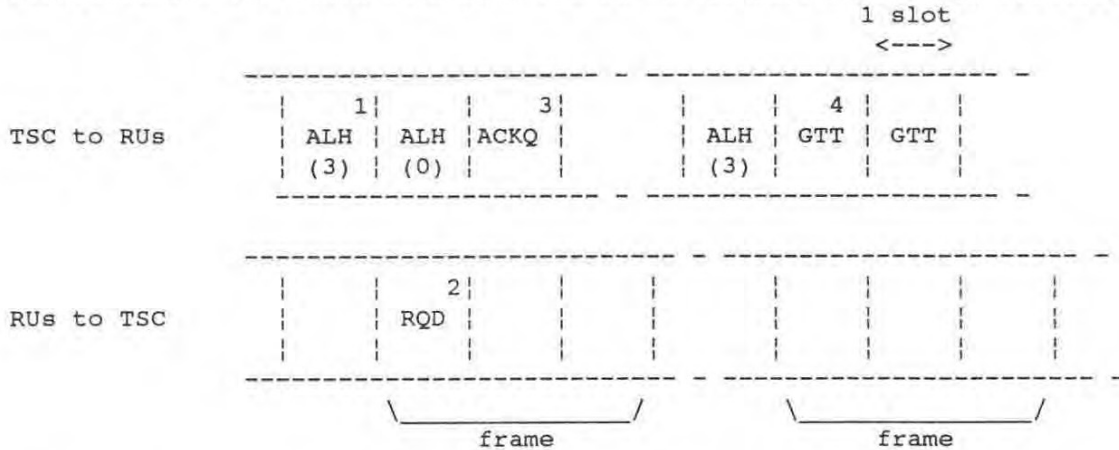 1 slot
<--->
1 3 4
TSC to RUs ALH ALH ACKQ ALH GTT GTT
(3) (0) (3)
2
RUs to TSC RQD
frame frame